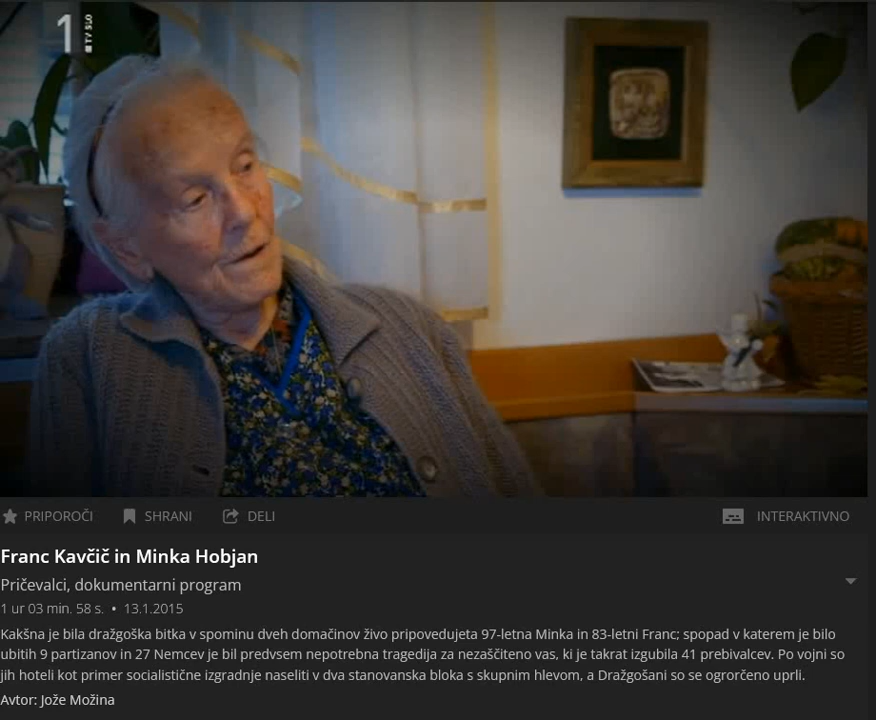 1
TV SLO
PRIPOROČI SHRANI DELI INTERAKTIVNO
Franc Kavčič in Minka Hobjan
Pričevalci, dokumentarni program
1 ur 03 min. 58 s. • 13.1.2015
Kakšna je bila dražgoška bitka v spominu dveh domačinov živo pripovedujeta 97-letna Minka in 83-letni Franc; spopad v katerem je bilo
ubitih 9 partizanov in 27 Nemcev je bil predvsem nepotrebna tragedija za nezaščiteno vas, ki je takrat izgubila 41 prebivalcev. Po vojni so
jih hoteli kot primer socialistične izgradnje naseliti v dva stanovanska bloka s skupnim hlevom, a Dražgošani so se ogrorčeno uprli.
Avtor: Jože Možina